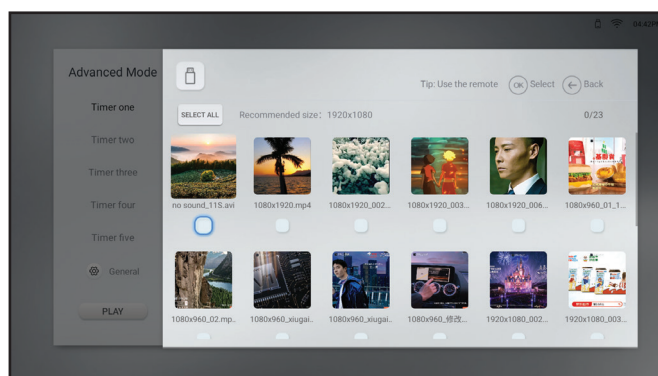 04:42PM
Advanced Mode
Tip: Use the remote OK Select Back
Timer one
SELECT ALL Recommended size: 1920x1080 0/23
Timer two
Timer three
Timer four
Timer five
General
PLAY
no sound_11S.avi 1080x1920.mp4 1080x1920_002... 1080x1920_003... 1080x1920_006... 1080x960_01_1...
1080x960_02.mp.. 1080x960_xiugai.. 1080x960_xiugai.. 1080x960_修改... 1920x1080_002... 1920x1080_003...